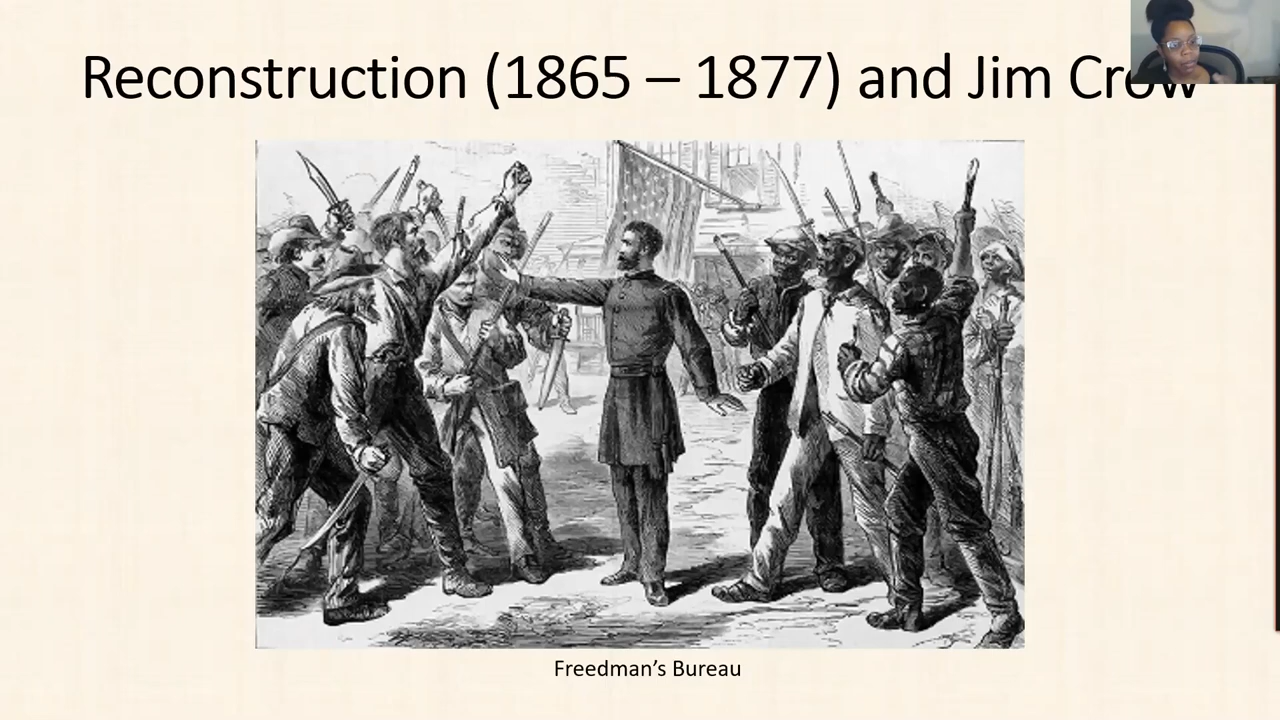 Reconstruction (1865 – 1877) and Jim Crow
Freedman’s Bureau